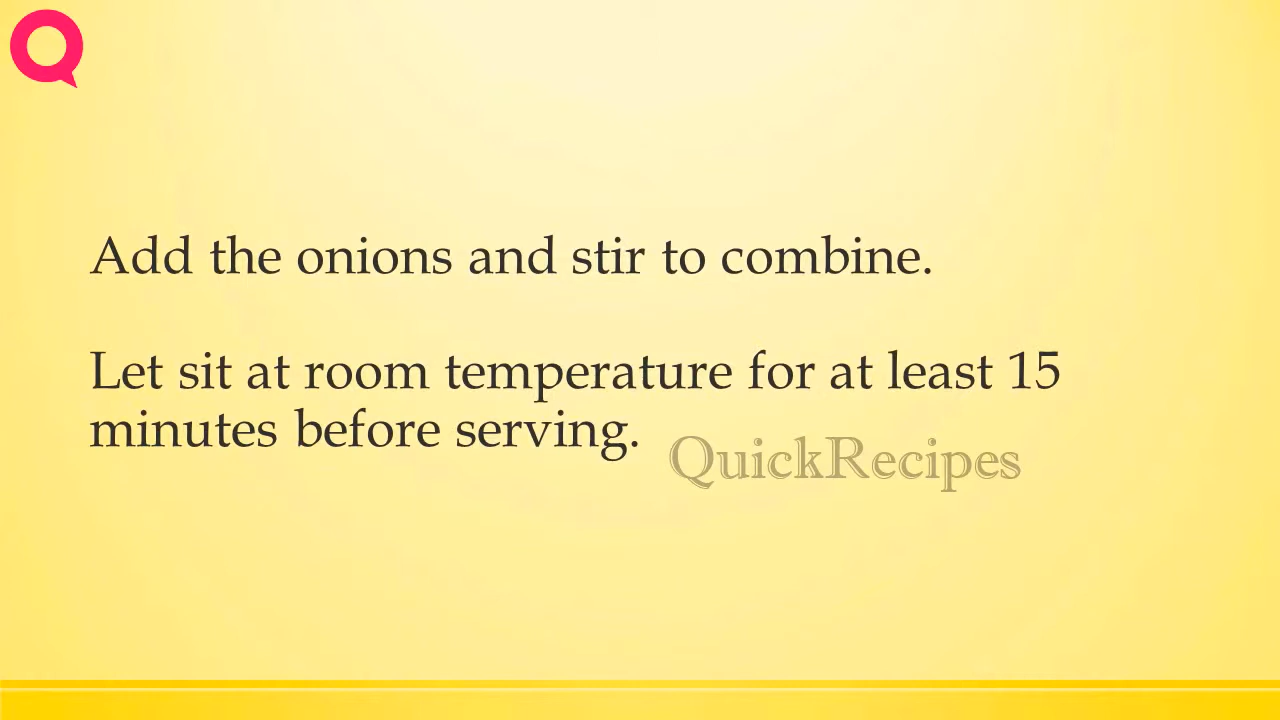 Add the onions and stir to combine.
Let sit at room temperature for at least 15
minutes before serving.
QuickRecipes